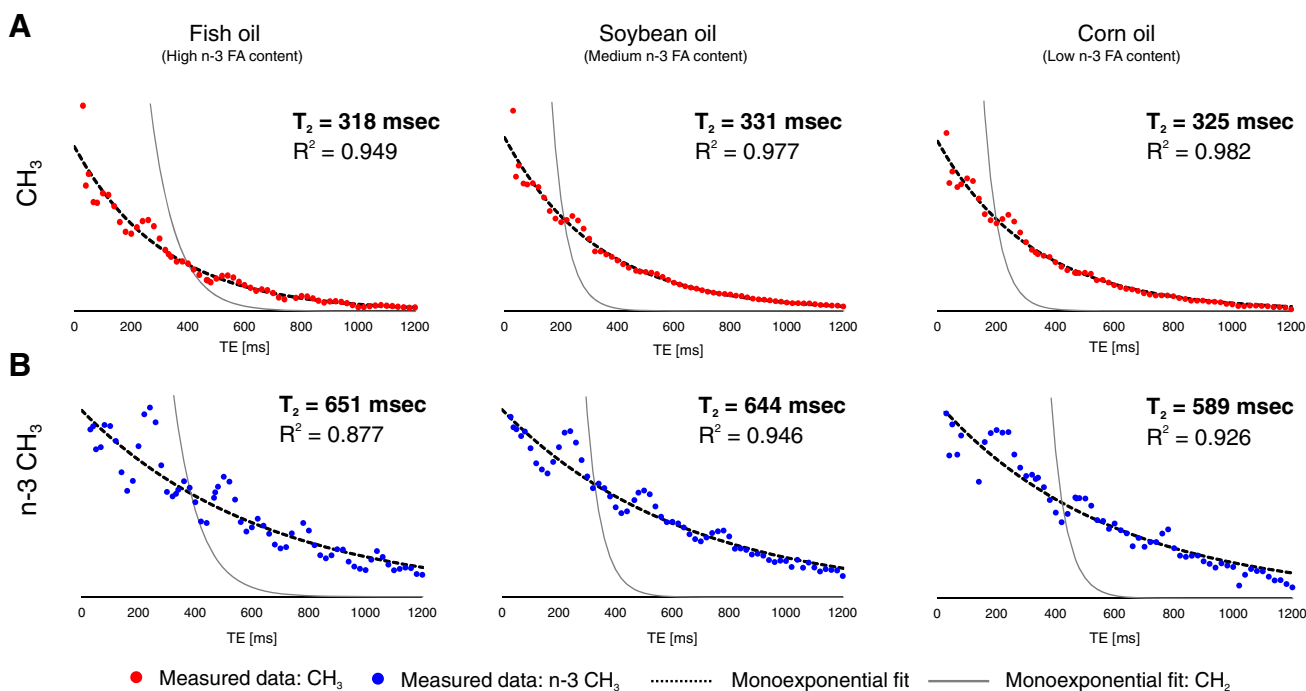 A
Fish oil
(High n-3 FA content)
Soybean oil
(Medium n-3 FA content)
Corn oil
(Low n-3 FA content)
CH3
T2 = 318 msec
R2 = 0.949
T2 = 331 msec
R2 = 0.977
T2 = 325 msec
R2 = 0.982
0 200 400 600 800 1000 1200
TE [ms]
0 200 400 600 800 1000 1200
TE [ms]
0 200 400 600 800 1000 1200
TE [ms]
B
n-3 CH3
T2 = 651 msec
R2 = 0.877
T2 = 644 msec
R2 = 0.946
T2 = 589 msec
R2 = 0.926
0 200 400 600 800 1000 1200
TE [ms]
0 200 400 600 800 1000 1200
TE [ms]
0 200 400 600 800 1000 1200
TE [ms]
Measured data: CH3 Measured data: n-3 CH3 Monoexponential fit Monoexponential fit: CH2